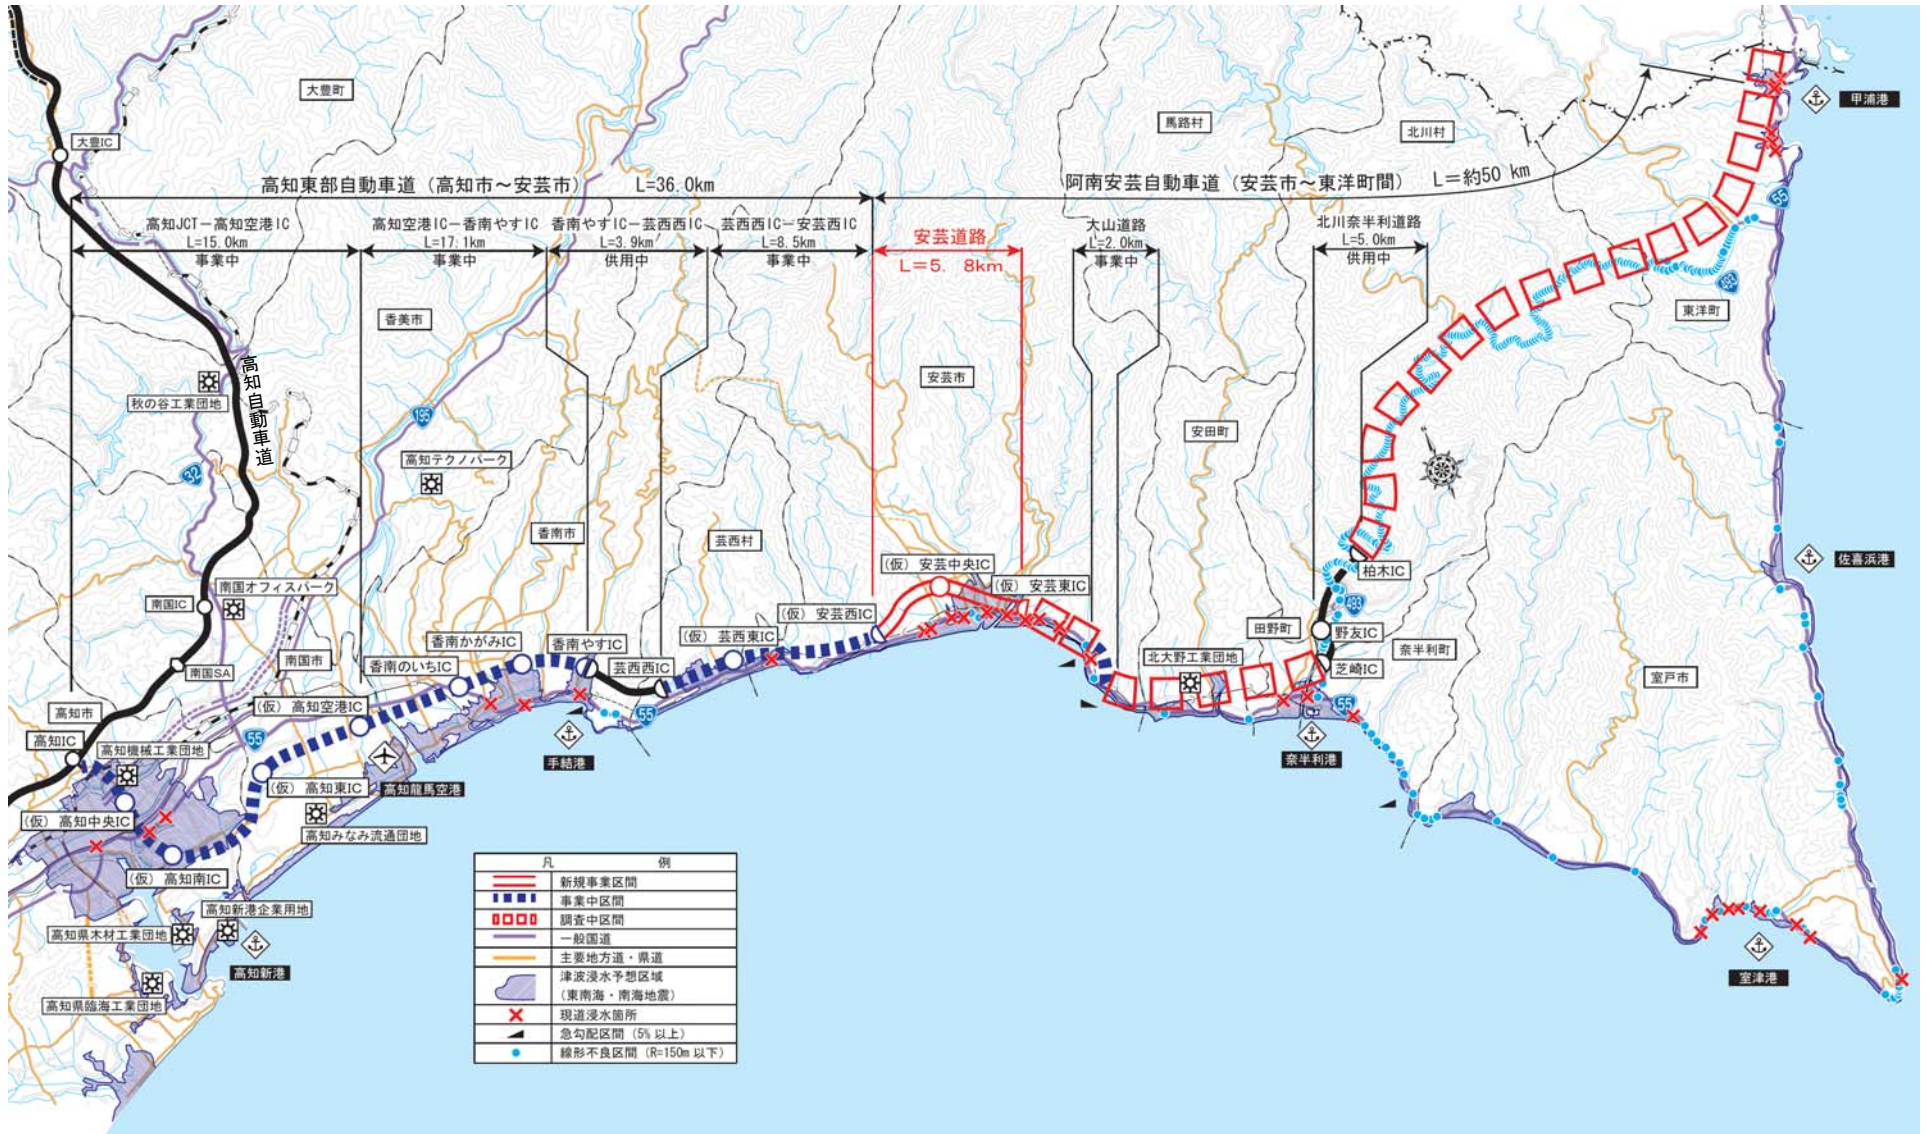 大豊町
馬路村
北川村
甲浦港
大豊IC
高知東部自動車道（高知市～安芸市） L=36.0km
阿南安芸自動車道（安芸市～東洋町間） L=約50 km
55
高知JCT－高知空港IC
L=15.0km
事業中
高知空港IC－香南やすIC
L=17.1km
事業中
香南やすIC－芸西西IC
L=3.9km
供用中
芸西西IC－安芸西IC
L=8.5km
事業中
安芸道路
L=5. 8km
大山道路
L=2.0km
事業中
北川奈半利道路
L=5.0km
供用中
493
東洋町
香美市
高知自動車道
秋の谷工業団地
安芸市
195
安田町
32
高知テクノパーク
香南市
芸西村
佐喜浜港
(仮) 安芸中央IC
(仮) 安芸東IC
柏木IC
南国オフィスパーク
南国IC
493
(仮) 安芸西IC
田野町
野友IC
(仮) 芸西東IC
香南かがみIC
香南やすIC
奈半利町
南国市
香南のいちIC
芸西西IC
北大野工業団地
芝崎IC
南国SA
室戸市
高知市
(仮) 高知空港IC
55
55
55
高知IC
高知機械工業団地
手結港
奈半利港
(仮) 高知東IC
高知龍馬空港
(仮) 高知中央IC
高知みなみ流通団地
(仮) 高知南IC
高知新港企業用地
高知県木材工業団地
高知新港
高知県臨海工業団地
室津港
凡 例
新規事業区間
事業中区間
調査中区間
一般国道
主要地方道・県道
津波浸水予想区域
(東南海・南海地震)
現道浸水箇所
急勾配区間 (5% 以上)
線形不良区間 (R=150m 以下)